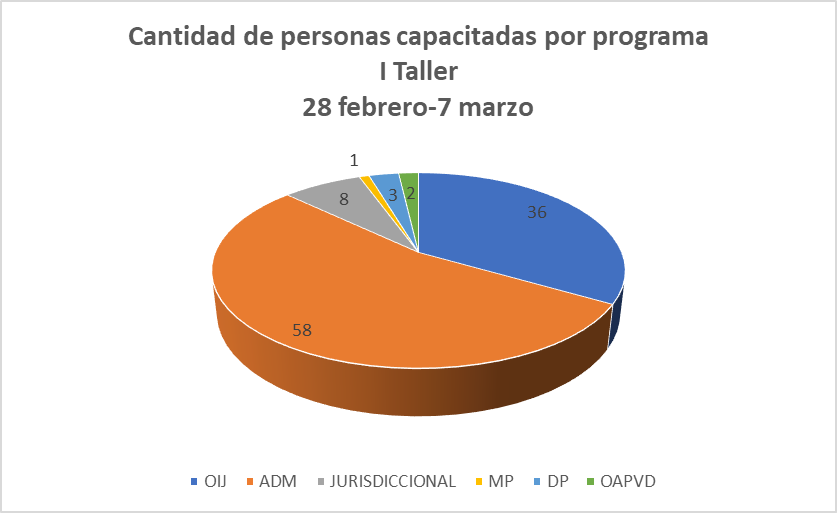 Cantidad de personas capacitadas por programa
I Taller
28 febrero-7 marzo
1
3
2
8
36
58
OIJ ADM JURISDICCIONAL MP DP OAPVD